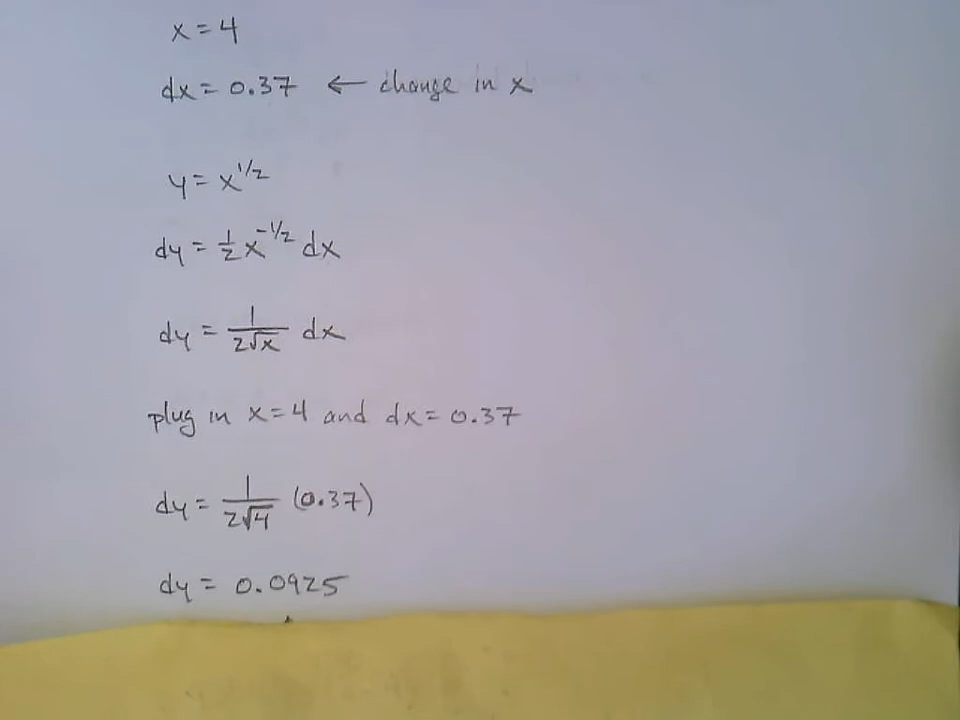 x = 4
dx = 0.37 ← change in x
y = x^1/2
dy = 1/2 x^-1/2 dx
dy = 1/(2√x) dx
plug in x = 4 and dx = 0.37
dy = 1/(2√4) (0.37)
dy = 0.0925